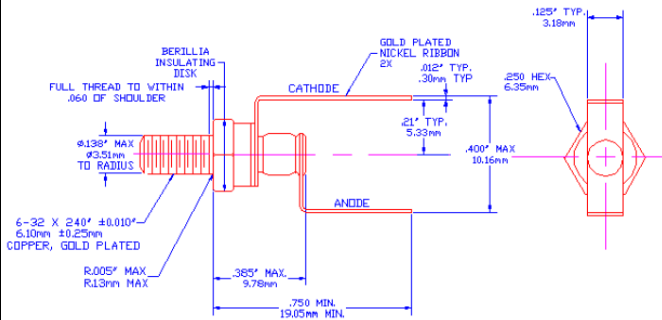 .125" TYP.
3.18mm
GOLD PLATED
NICKEL RIBBON
2X
BERILLIA
INSULATING
DISK
.012" TYP.
.30mm TYP
FULL THREAD TO WITHIN
.060 OF SHOULDER
CATHODE
.250 HEX
6.35mm
.21" TYP.
5.33mm
Ø.138" MAX
Ø3.51mm
TO RADIUS
.400" MAX
10.16mm
ANODE
6-32 X 240" ±0.010"
6.10mm ±0.25mm
COPPER, GOLD PLATED
R.005" MAX
R.13mm MAX
.385" MAX.
9.78mm
.750 MIN.
19.05mm MIN.